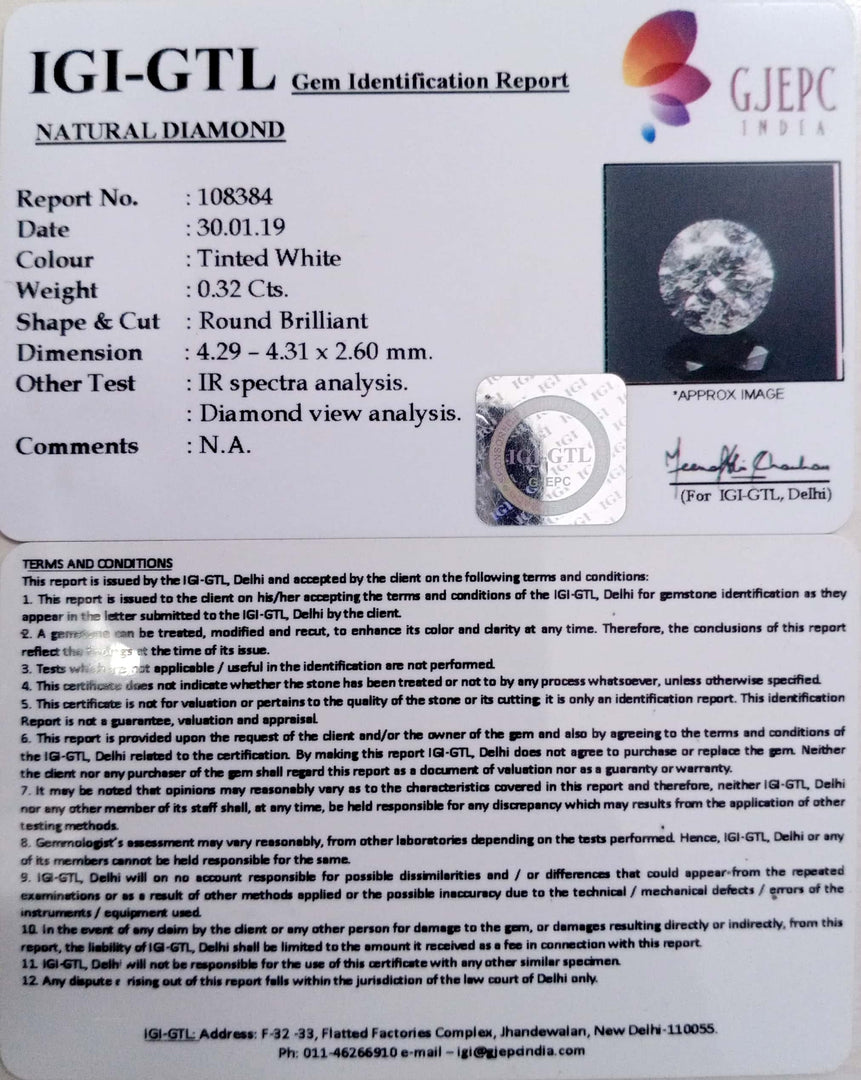 IGI-GTL Gem Identification Report
GJEPC
INDIA
NATURAL DIAMOND
Report No. : 108384
Date : 30.01.19
Colour : Tinted White
Weight : 0.32 Cts.
Shape & Cut : Round Brilliant
Dimension : 4.29 – 4.31 x 2.60 mm.
Other Test : IR spectra analysis.
: Diamond view analysis.
Comments : N.A.
*APPROX IMAGE
IGI-GTL
GJEPC
(For IGI-GTL, Delhi)
TERMS AND CONDITIONS
This report is issued by the IGI-GTL, Delhi and accepted by the client on the following terms and conditions:
1. This report is issued to the client on his/her accepting the terms and conditions of the IGI-GTL, Delhi for gemstone identification as they
appear in the letter submitted to the IGI-GTL, Delhi by the client.
2. A gemstone can be treated, modified and recut, to enhance its color and clarity at any time. Therefore, the conclusions of this report
reflect the findings at the time of its issue.
3. Tests which are not applicable / useful in the identification are not performed.
4. This certificate does not indicate whether the stone has been treated or not to by any process whatsoever, unless otherwise specified.
5. This certificate is not for valuation or pertains to the quality of the stone or its cutting; it is only an identification report. This identification
Report is not a guarantee, valuation and appraisal.
6. This report is provided upon the request of the client and/or the owner of the gem and also by agreeing to the terms and conditions of
the IGI-GTL, Delhi related to the certification. By making this report IGI-GTL, Delhi does not agree to purchase or replace the gem. Neither
the client nor any purchaser of the gem shall regard this report as a document of valuation nor as a guaranty or warranty.
7. It may be noted that opinions may reasonably vary as to the characteristics covered in this report and therefore, neither IGI-GTL, Delhi
nor any other member of its staff shall, at any time, be held responsible for any discrepancy which may results from the application of other
testing methods.
8. Gemmologist's assessment may vary reasonably, from other laboratories depending on the tests performed. Hence, IGI-GTL, Delhi or any
of its members cannot be held responsible for the same.
9. IGI-GTL, Delhi will on no account responsible for possible dissimilarities and / or differences that could appear from the repeated
examinations or as a result of other methods applied or the possible inaccuracy due to the technical / mechanical defects / errors of the
instruments / equipment used.
10. In the event of any claim by the client or any other person for damage to the gem, or damages resulting directly or indirectly, from this
report, the liability of IGI-GTL, Delhi shall be limited to the amount it received as a fee in connection with this report.
11. IGI-GTL, Delhi will not be responsible for the use of this certificate with any other similar specimen.
12. Any dispute rising out of this report falls within the jurisdiction of the law court of Delhi only.
IGI-GTL: Address: F-32 -33, Flatted Factories Complex, Jhandewalan, New Delhi-110055.
Ph: 011-46266910 e-mail – igi@gjepcindia.com